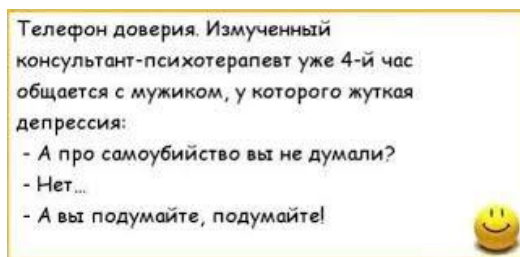 Телефон доверия. Измученный
консультант-психотерапевт уже 4-й час
общается с мужиком, у которого жуткая
депрессия:
- А про самоубийство вы не думали?
- Нет...
- А вы подумайте, подумайте!